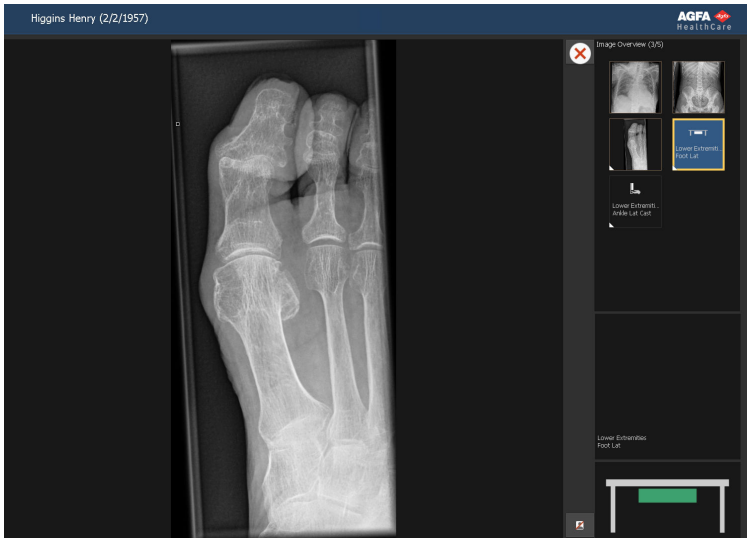 Higgins Henry (2/2/1957)
AGFA
HealthCare
Image Overview (3/5)
Lower Extremiti...
Foot Lat
Lower Extremiti...
Ankle Lat Cast
Lower Extremities
Foot Lat